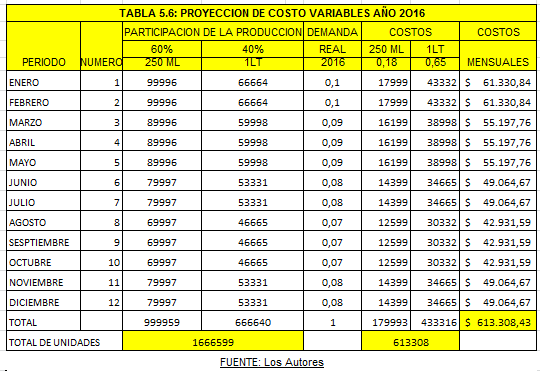 TABLA 5.6: PROYECCION DE COSTO VARIABLES AÑO 2016
PARTICIPACION DE LA PRODUCCION DEMANDA COSTOS COSTOS
60% 40% REAL 250 ML 1LT
PERIODO NUMERO 250 ML 1LT 2016 0,18 0,65 MENSUALES
ENERO 1 99996 66664 0,1 17999 43332 $ 61.330,84
FEBRERO 2 99996 66664 0,1 17999 43332 $ 61.330,84
MARZO 3 89996 59998 0,09 16199 38998 $ 55.197,76
ABRIL 4 89996 59998 0,09 16199 38998 $ 55.197,76
MAYO 5 89996 59998 0,09 16199 38998 $ 55.197,76
JUNIO 6 79997 53331 0,08 14399 34665 $ 49.064,67
JULIO 7 79997 53331 0,08 14399 34665 $ 49.064,67
AGOSTO 8 69997 46665 0,07 12599 30332 $ 42.931,59
SESPTIEMBRE 9 69997 46665 0,07 12599 30332 $ 42.931,59
OCTUBRE 10 69997 46665 0,07 12599 30332 $ 42.931,59
NOVIEMBRE 11 79997 53331 0,08 14399 34665 $ 49.064,67
DICIEMBRE 12 79997 53331 0,08 14399 34665 $ 49.064,67
TOTAL 999959 666640 1 179993 433316 $ 613.308,43
TOTAL DE UNIDADES 1666599 613308
FUENTE: Los Autores